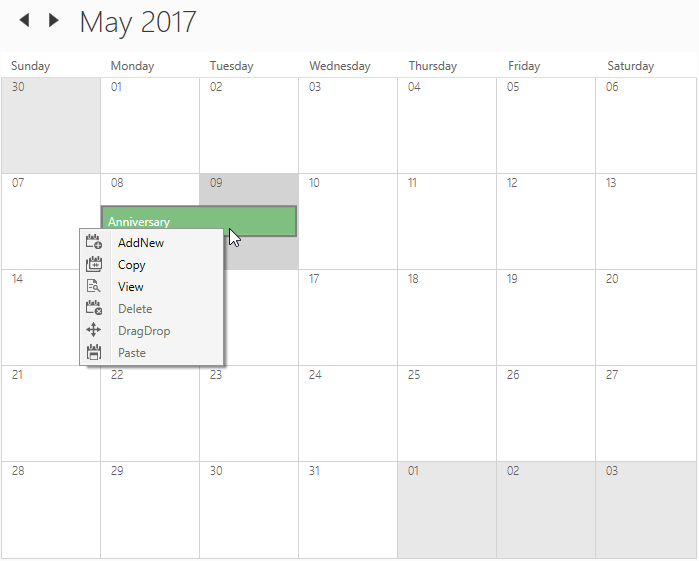 May 2017
Sunday Monday Tuesday Wednesday Thursday Friday Saturday
30 01 02 03 04 05 06
07 08 09 10 11 12 13
Anniversary
AddNew
Copy
14 17 18 19 20
View
Delete
DragDrop
Paste
21 22 23 24 25 26 27
28 29 30 31 01 02 03